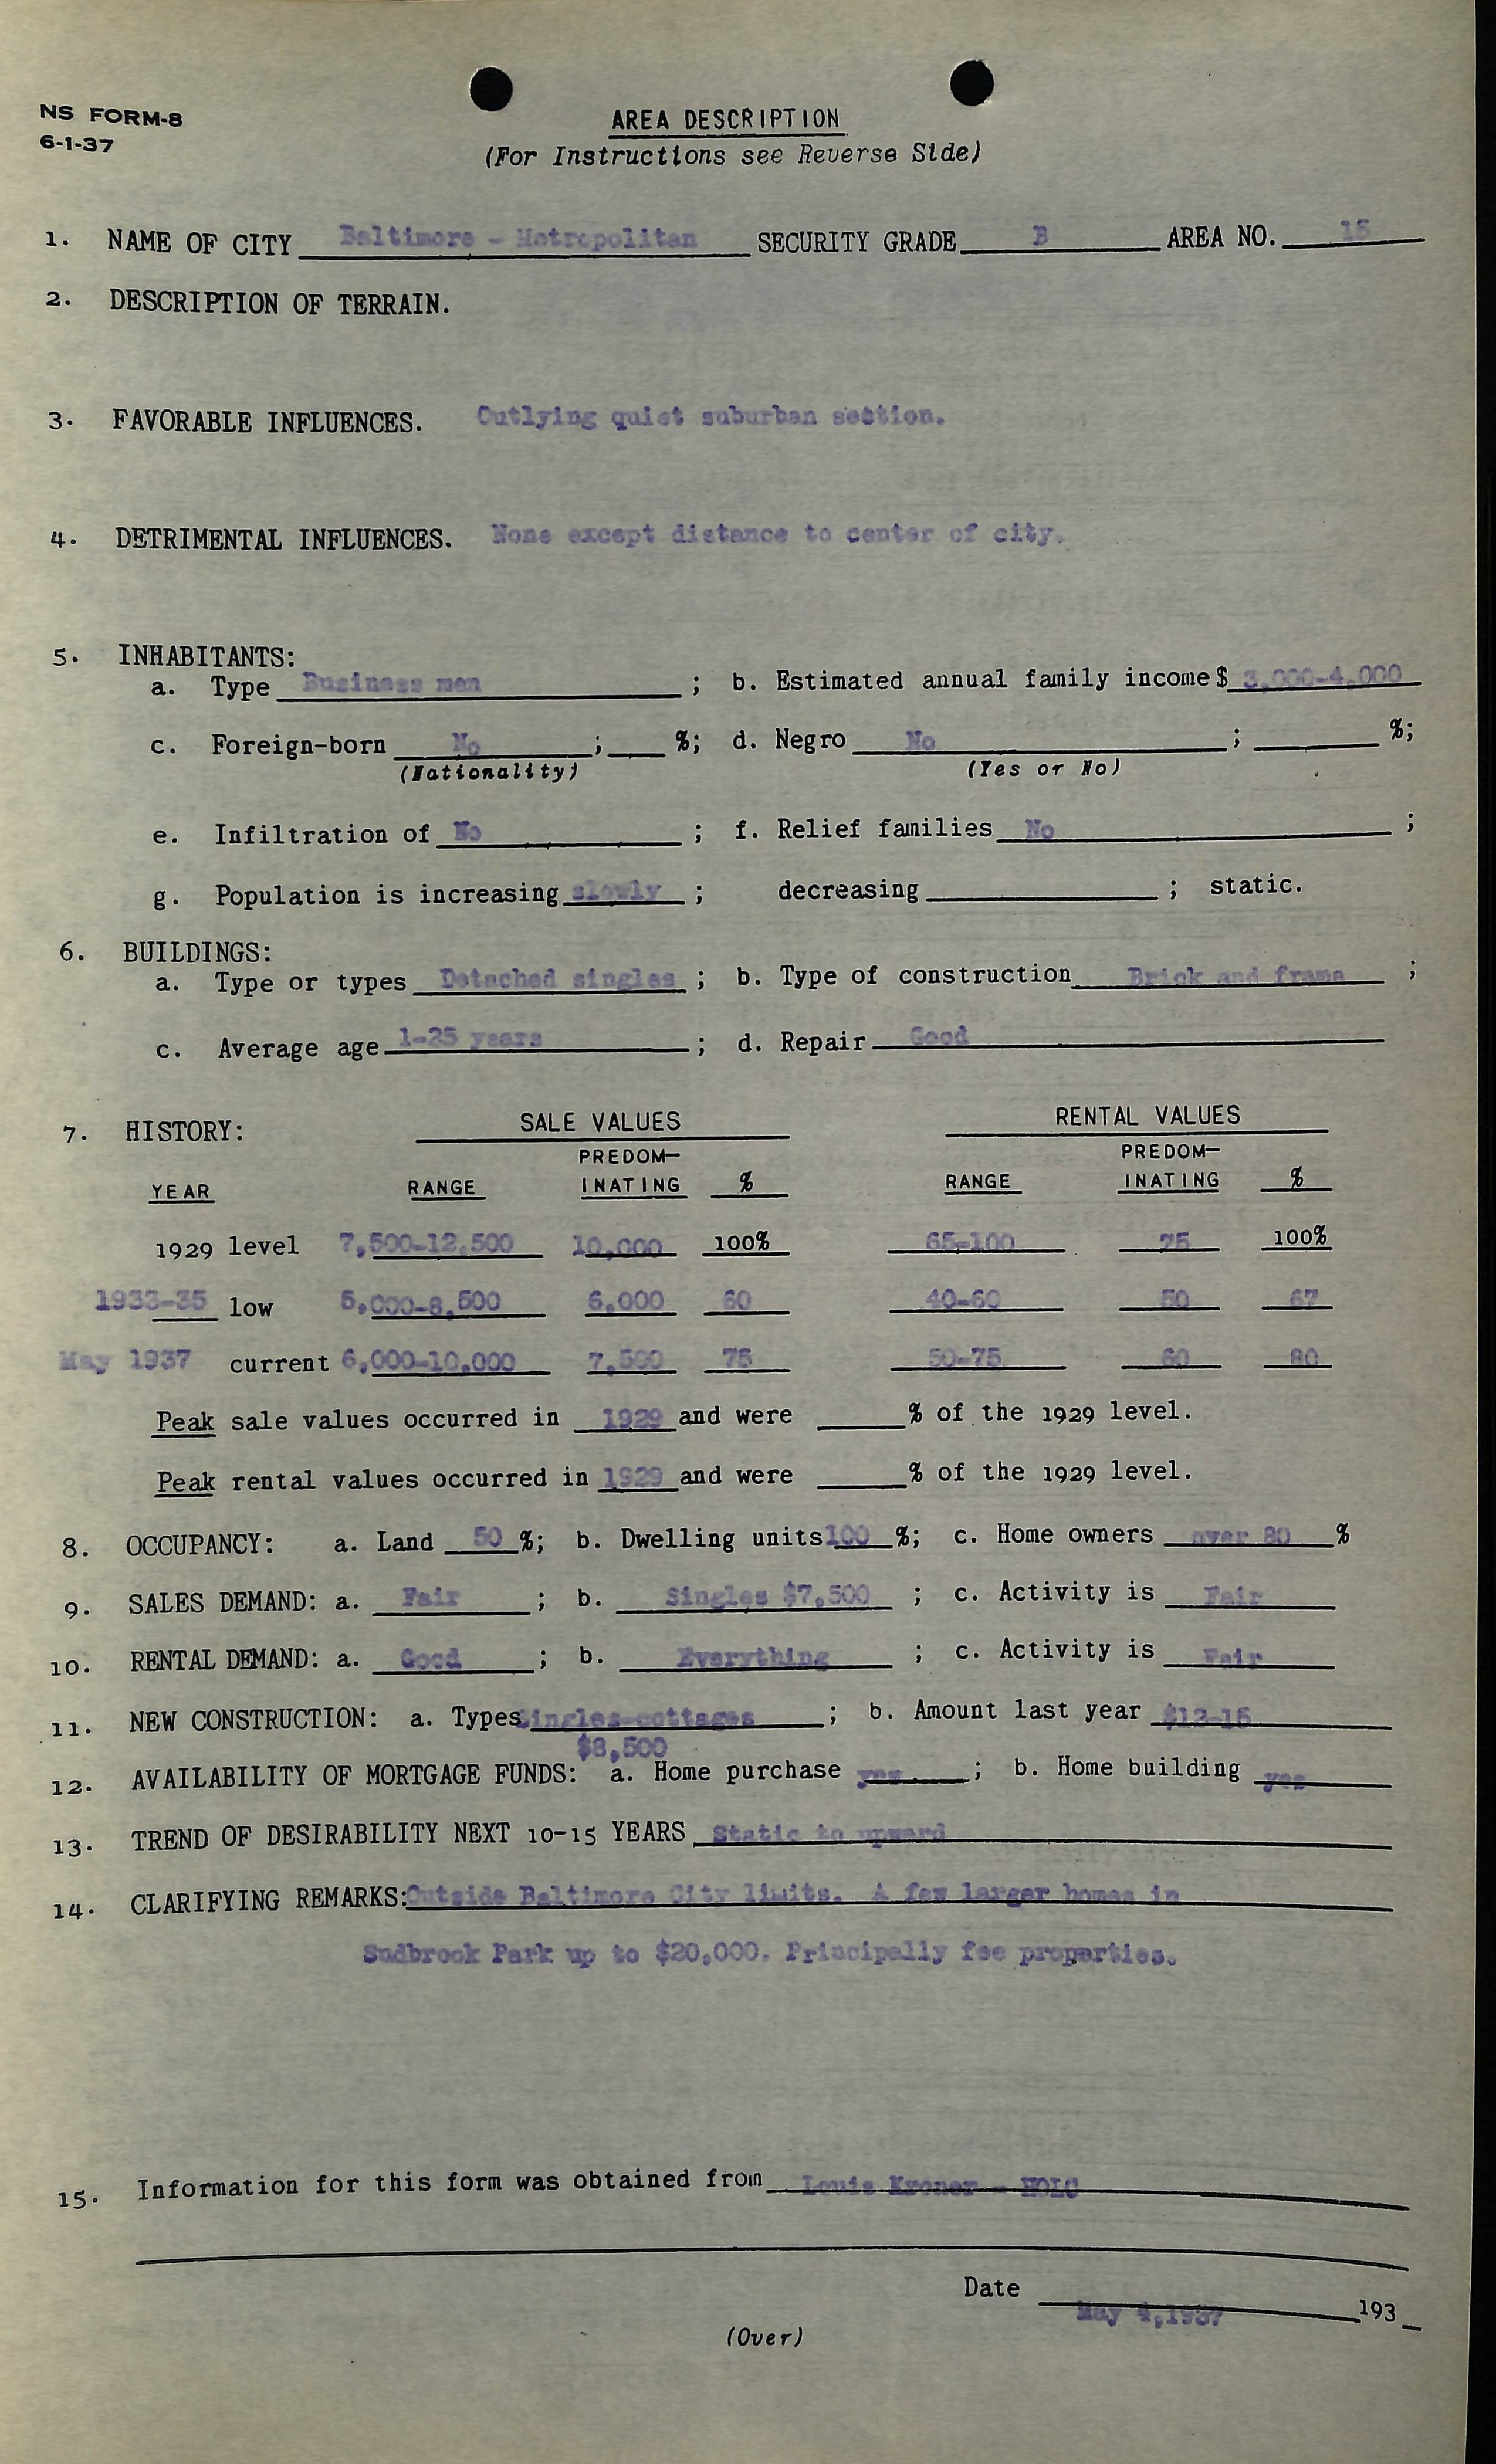 NS FORM-8
6-1-37
AREA DESCRIPTION
(For Instructions see Reverse Side)
1. NAME OF CITY Baltimore - Metropolitan SECURITY GRADE B AREA NO. 15
2. DESCRIPTION OF TERRAIN.
3. FAVORABLE INFLUENCES. Outlying quiet suburban section.
4. DETRIMENTAL INFLUENCES. None except distance to center of city.
5. INHABITANTS:
a. Type Business men ; b. Estimated annual family income $ 3,000-4,000
c. Foreign-born No ; %; d. Negro No ; %;
(Nationality) (Yes or No)
e. Infiltration of No ; f. Relief families No ;
g. Population is increasing slowly ; decreasing ; static.
6. BUILDINGS:
a. Type or types Detached singles ; b. Type of construction Brick and frame ;
c. Average age 1-25 years ; d. Repair Good
7. HISTORY: SALE VALUES RENTAL VALUES
PREDOM- PREDOM-
YEAR RANGE INATING % RANGE INATING %
1929 level 7,500-12,500 10,000 100% 65-100 75 100%
1933-35 low 5,000-8,500 6,000 60 40-60 50 67
May 1937 current 6,000-10,000 7,500 75 50-75 60 80
Peak sale values occurred in 1929 and were % of the 1929 level.
Peak rental values occurred in 1929 and were % of the 1929 level.
8. OCCUPANCY: a. Land 50 %; b. Dwelling units 100 %; c. Home owners over 80 %
9. SALES DEMAND: a. Fair ; b. Singles $7,500 ; c. Activity is Fair
10. RENTAL DEMAND: a. Good ; b. Everything ; c. Activity is Fair
11. NEW CONSTRUCTION: a. Types Singles-cottages ; b. Amount last year $12-15
$8,500
12. AVAILABILITY OF MORTGAGE FUNDS: a. Home purchase yes ; b. Home building yes
13. TREND OF DESIRABILITY NEXT 10-15 YEARS Static to upward
14. CLARIFYING REMARKS: Outside Baltimore City limits. A few larger homes in
Sudbrook Park up to $20,000. Principally fee properties.
15. Information for this form was obtained from Louis Kroner - HOLC
Date May 4,1937 193_
(Over)